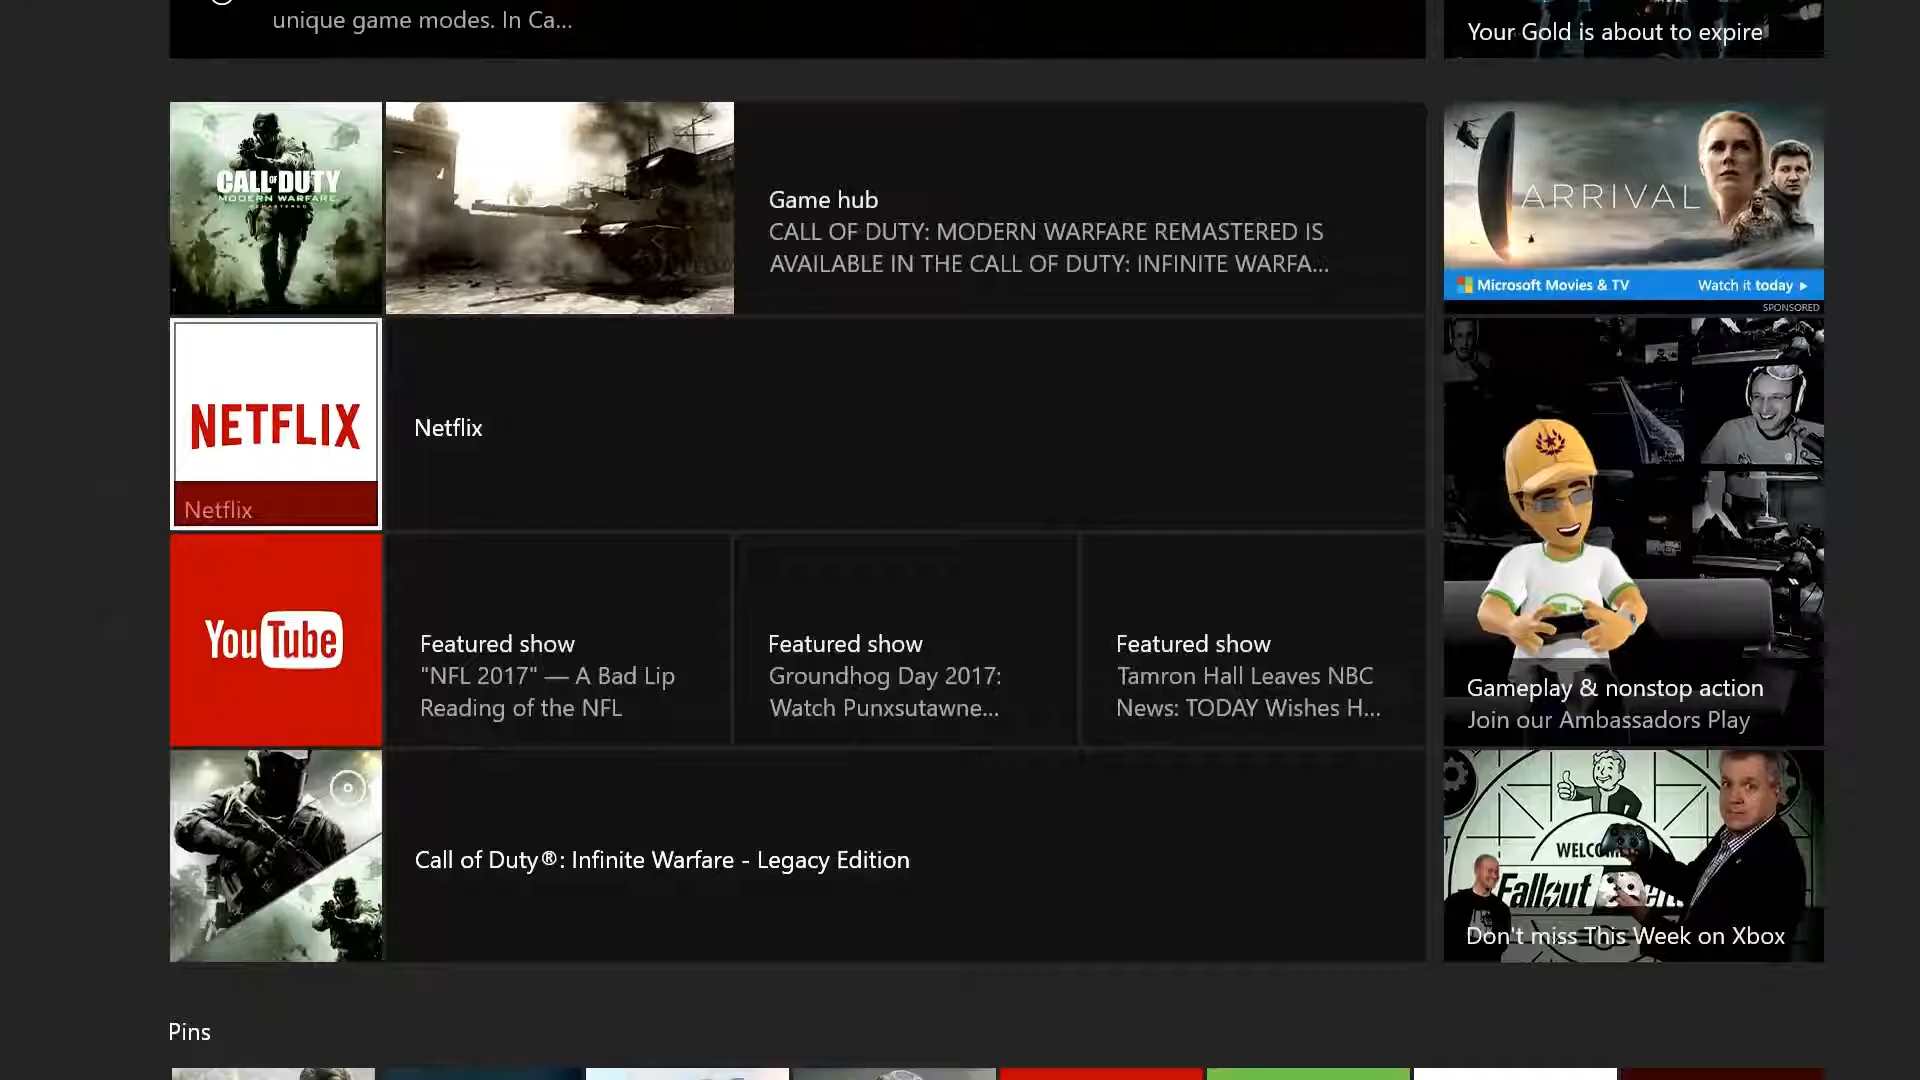 unique game modes. In Ca...
Your Gold is about to expire
CALL OF DUTY
MODERN WARFARE
REMASTERED
Game hub
CALL OF DUTY: MODERN WARFARE REMASTERED IS
AVAILABLE IN THE CALL OF DUTY: INFINITE WARFA...
ARRIVAL
Microsoft Movies & TV
Watch it today
SPONSORED
NETFLIX
Netflix
Netflix
YouTube
Featured show
"NFL 2017" — A Bad Lip
Reading of the NFL
Featured show
Groundhog Day 2017:
Watch Punxsutawne...
Featured show
Tamron Hall Leaves NBC
News: TODAY Wishes H...
Gameplay & nonstop action
Join our Ambassadors Play
Call of Duty®: Infinite Warfare - Legacy Edition
Fallout
Don't miss This Week on Xbox
Pins